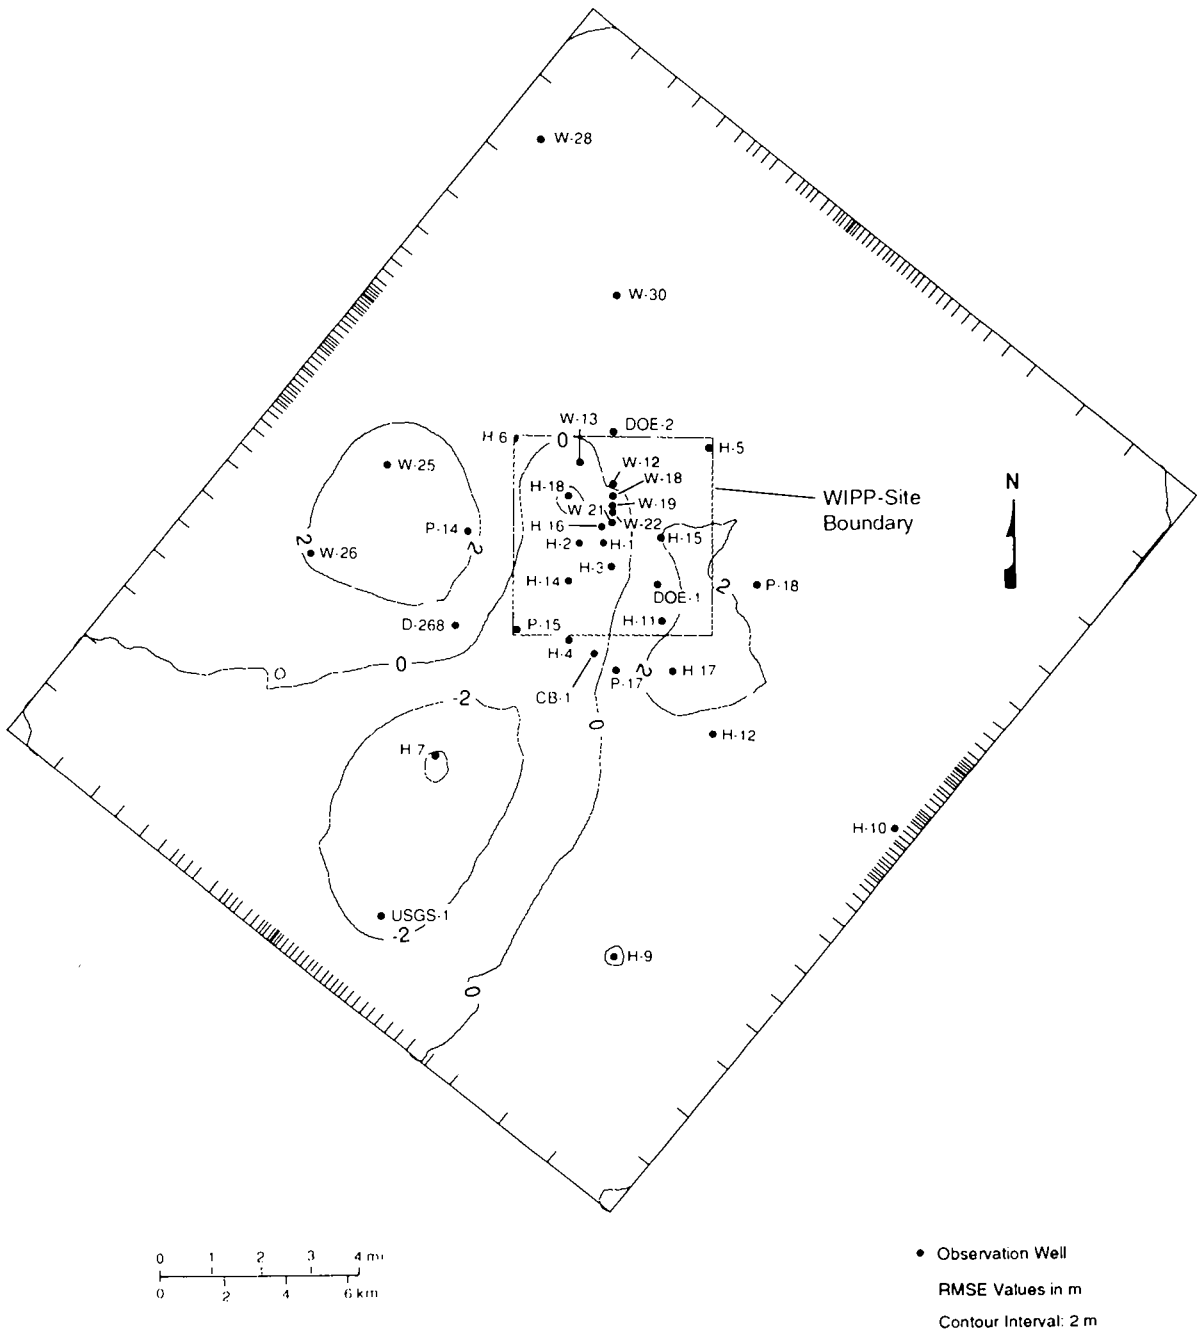 W-28
W-30
W-13
DOE-2
H-6
0
H-5
W-25
W-12
W-18
H-18
W-19
WIPP-Site
Boundary
N
W-21
W-22
P-14
H-16
2
W-26
2
H-2
H-1
H-15
H-3
H-14
2
P-18
DOE-1
D-268
P-15
H-11
0
0
H-4
2
H-17
P-17
CB-1
-2
0
H-7
H-12
H-10
USGS-1
-2
H-9
0
0 1 2 3 4 mi
0 2 4 6 km
Observation Well
RMSE Values in m
Contour Interval: 2 m